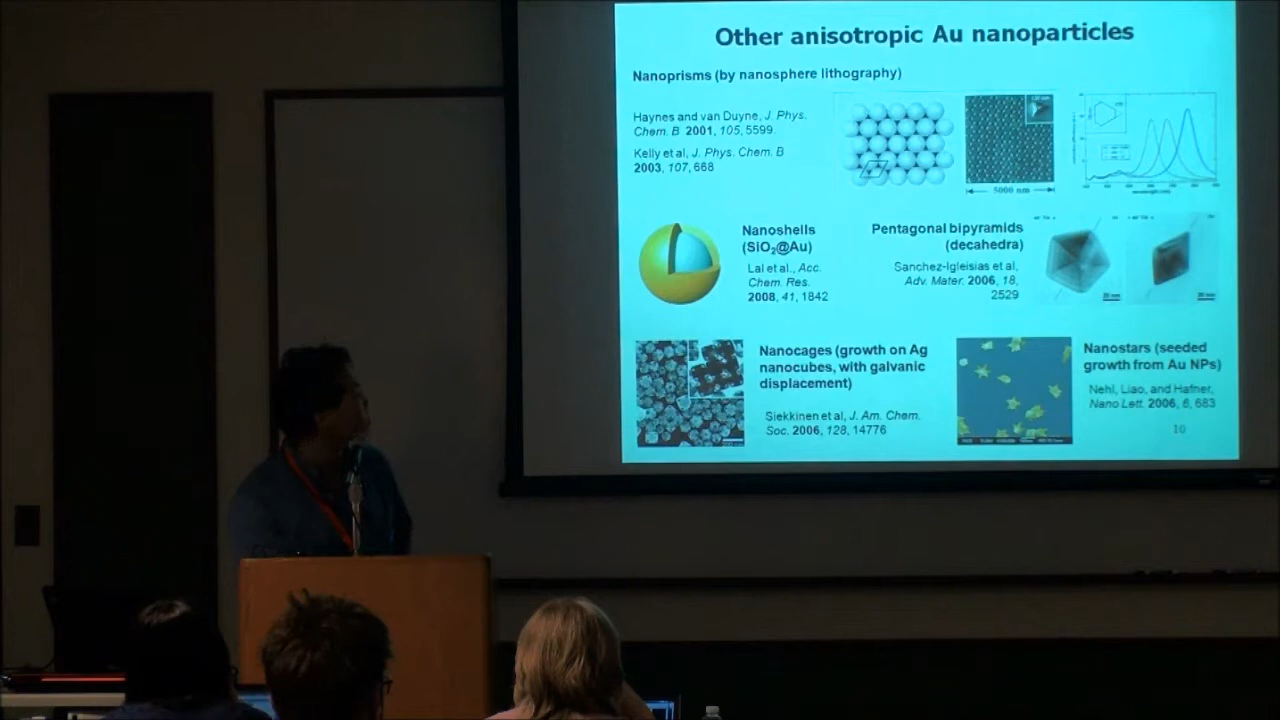 Other anisotropic Au nanoparticles
Nanoprisms (by nanosphere lithography)
Haynes and van Duyne, J. Phys.
Chem. B 2001, 105, 5599.
Kelly et al, J. Phys. Chem. B
2003, 107, 668
5000 nm
Nanoshells
(SiO2@Au)
Lal et al., Acc.
Chem. Res.
2008, 41, 1842
Pentagonal bipyramids
(decahedra)
Sanchez-Igleisias et al,
Adv. Mater. 2006, 18,
2529
Nanocages (growth on Ag
nanocubes, with galvanic
displacement)
Siekkinen et al, J. Am. Chem.
Soc. 2006, 128, 14776
Nanostars (seeded
growth from Au NPs)
Nehl, Liao, and Hafner,
Nano Lett. 2006, 6, 683
10